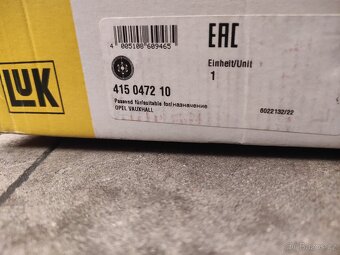 LUK
4 005108 609465
EAC
Einheit/Unit
1
415 0472 10
Passend für/suitable for/назначение
OPEL VAUXHALL
6022132/22